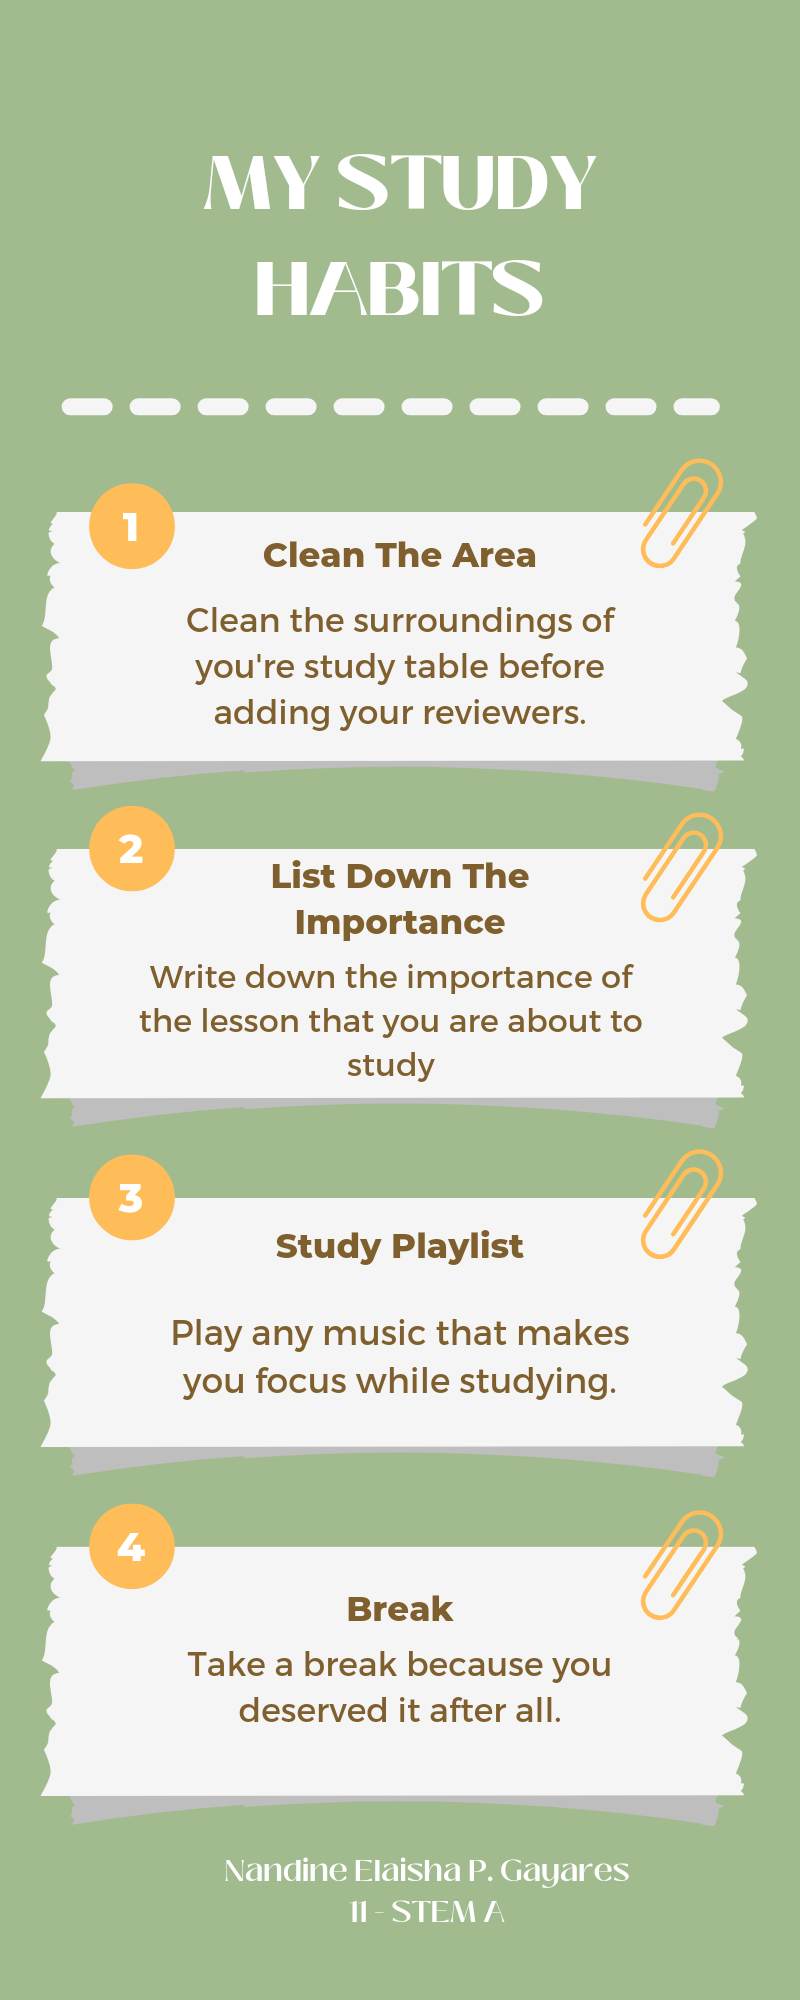 MY STUDY
HABITS
1
Clean The Area
Clean the surroundings of
you're study table before
adding your reviewers.
2
List Down The
Importance
Write down the importance of
the lesson that you are about to
study
3
Study Playlist
Play any music that makes
you focus while studying.
4
Break
Take a break because you
deserved it after all.
Nandine Elaisha P. Gayares
11 - STEM A